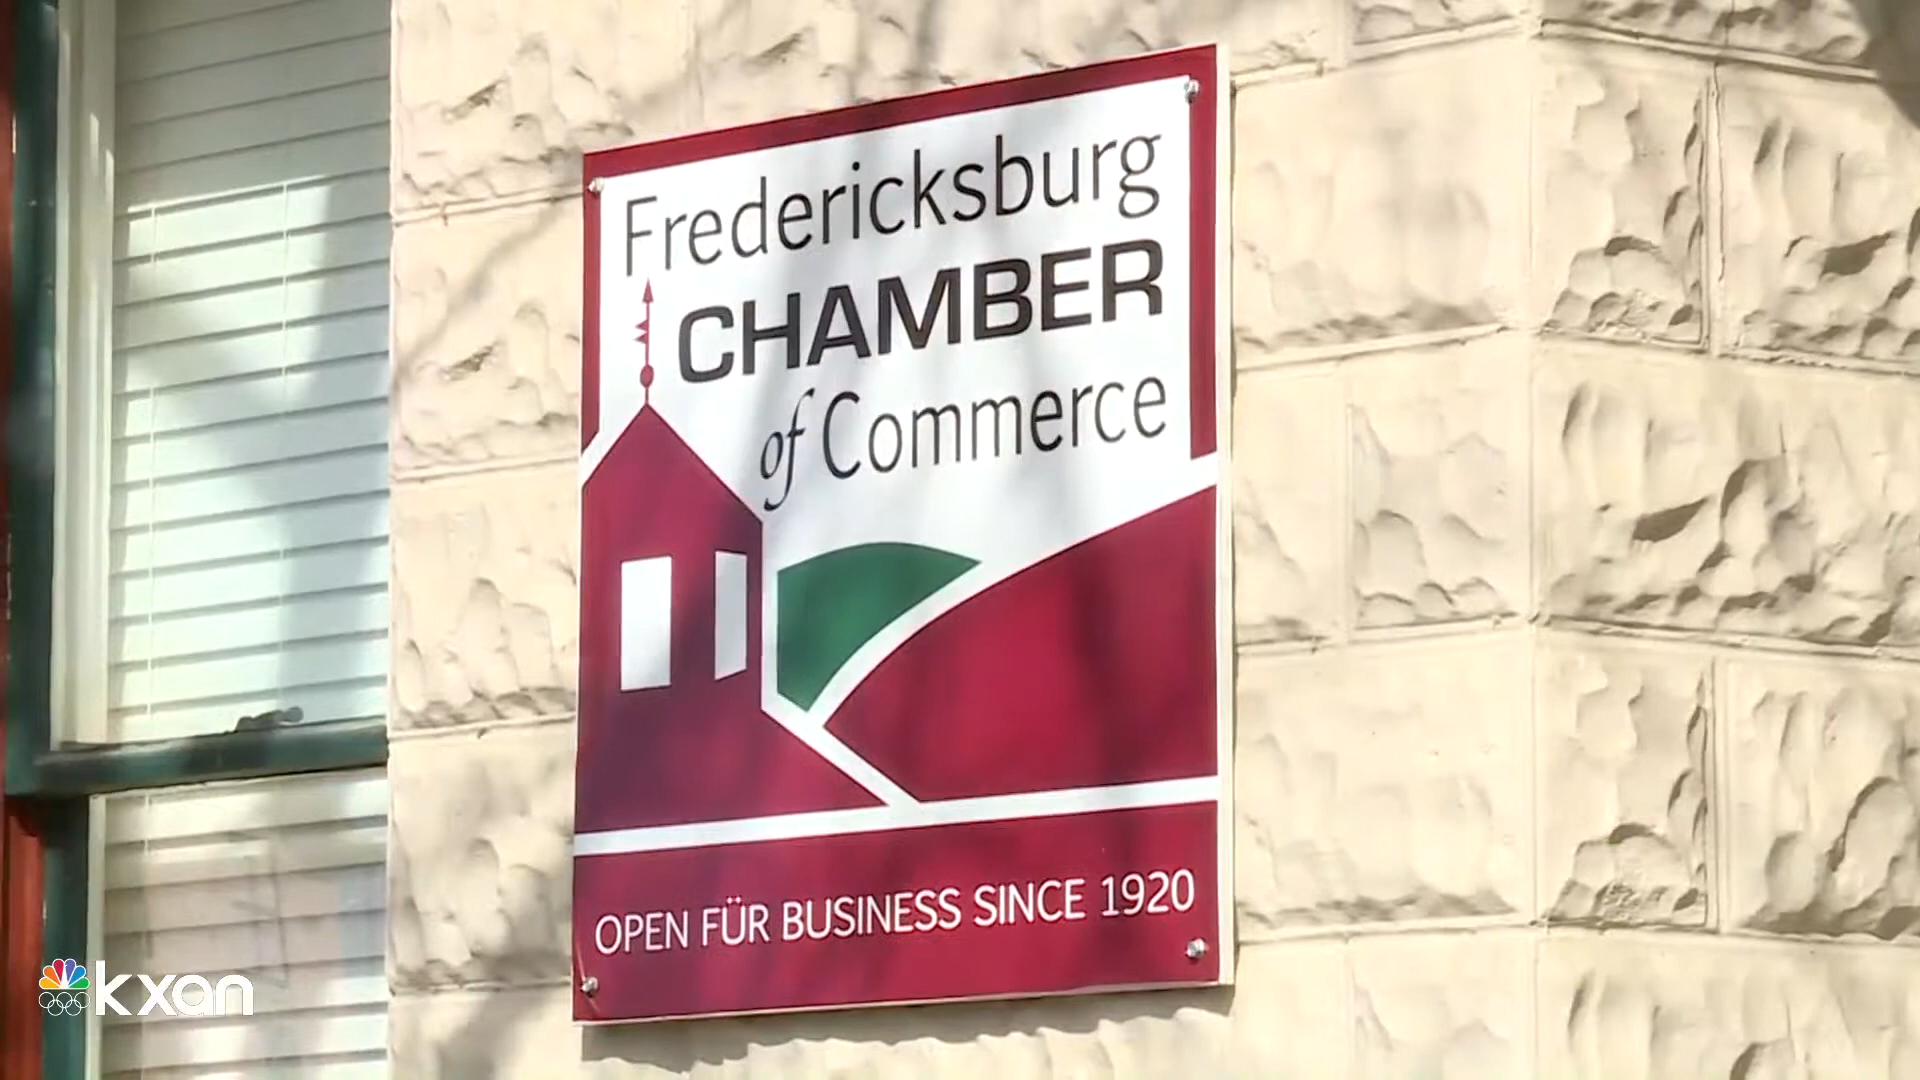 Fredericksburg
CHAMBER
of Commerce
OPEN FÜR BUSINESS SINCE 1920
kxan